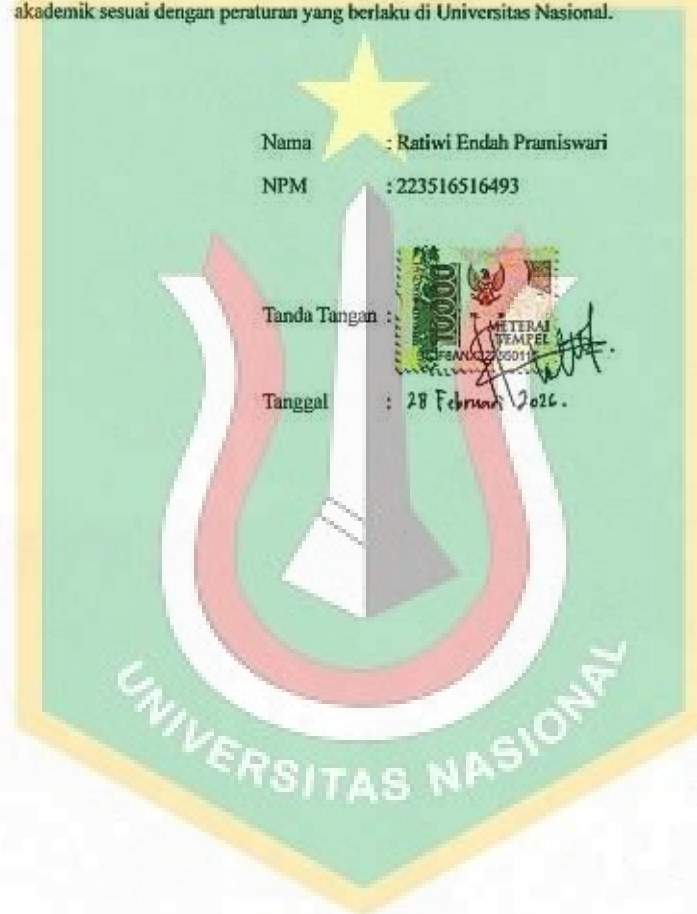 akademik sesuai dengan peraturan yang berlaku di Universitas Nasional.
Nama : Ratiwi Endah Pramiswari
NPM : 223516516493
10000
METERAI
TEMPEL
Tanda Tangan :
Tanggal : 28 Februari 2026.
UNIVERSITAS NASIONAL